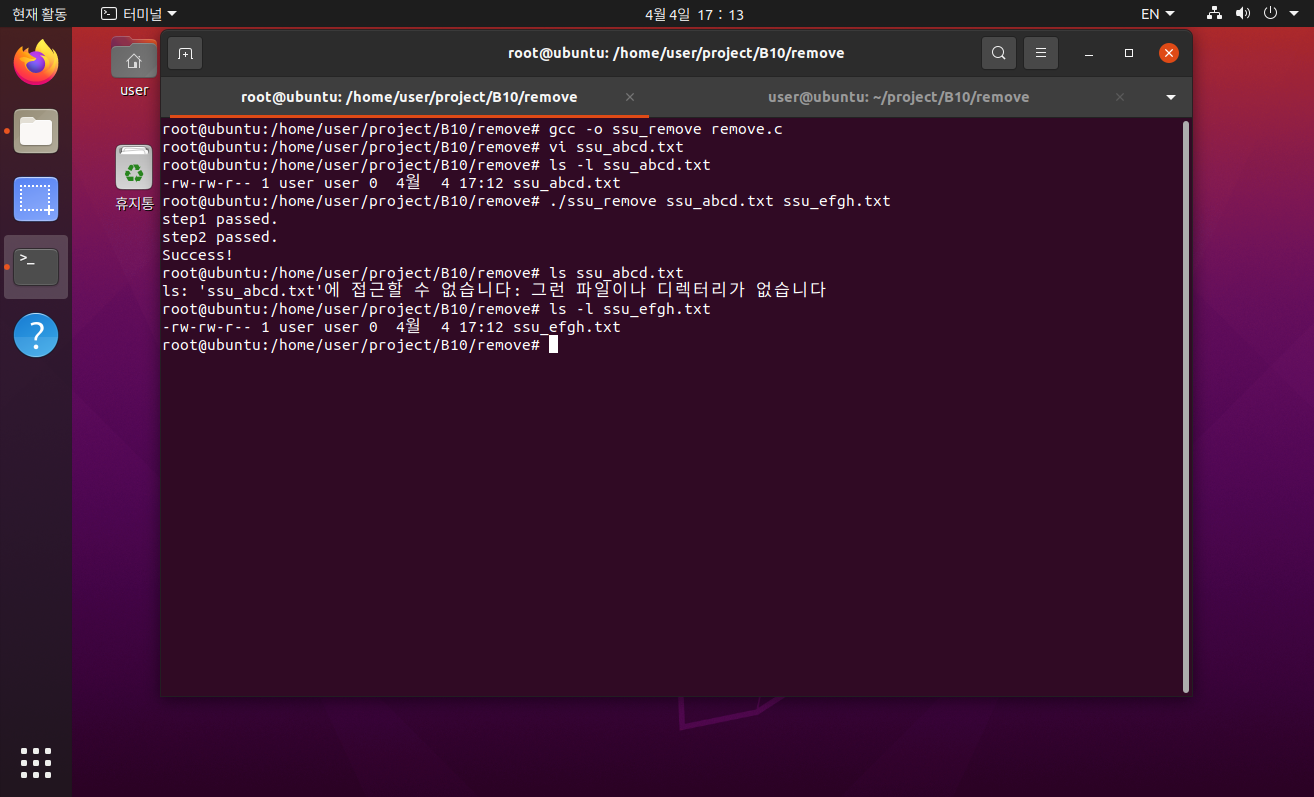 현재 활동
터미널
4월 4일 17 : 13
EN
user
휴지통
root@ubuntu: /home/user/project/B10/remove
root@ubuntu: /home/user/project/B10/remove
user@ubuntu: ~/project/B10/remove
root@ubuntu:/home/user/project/B10/remove# gcc -o ssu_remove remove.c
root@ubuntu:/home/user/project/B10/remove# vi ssu_abcd.txt
root@ubuntu:/home/user/project/B10/remove# ls -l ssu_abcd.txt
-rw-rw-r-- 1 user user 0  4월  4 17:12 ssu_abcd.txt
root@ubuntu:/home/user/project/B10/remove# ./ssu_remove ssu_abcd.txt ssu_efgh.txt
step1 passed.
step2 passed.
Success!
root@ubuntu:/home/user/project/B10/remove# ls ssu_abcd.txt
ls: 'ssu_abcd.txt'에 접근할 수 없습니다: 그런 파일이나 디렉터리가 없습니다
root@ubuntu:/home/user/project/B10/remove# ls -l ssu_efgh.txt
-rw-rw-r-- 1 user user 0  4월  4 17:12 ssu_efgh.txt
root@ubuntu:/home/user/project/B10/remove#